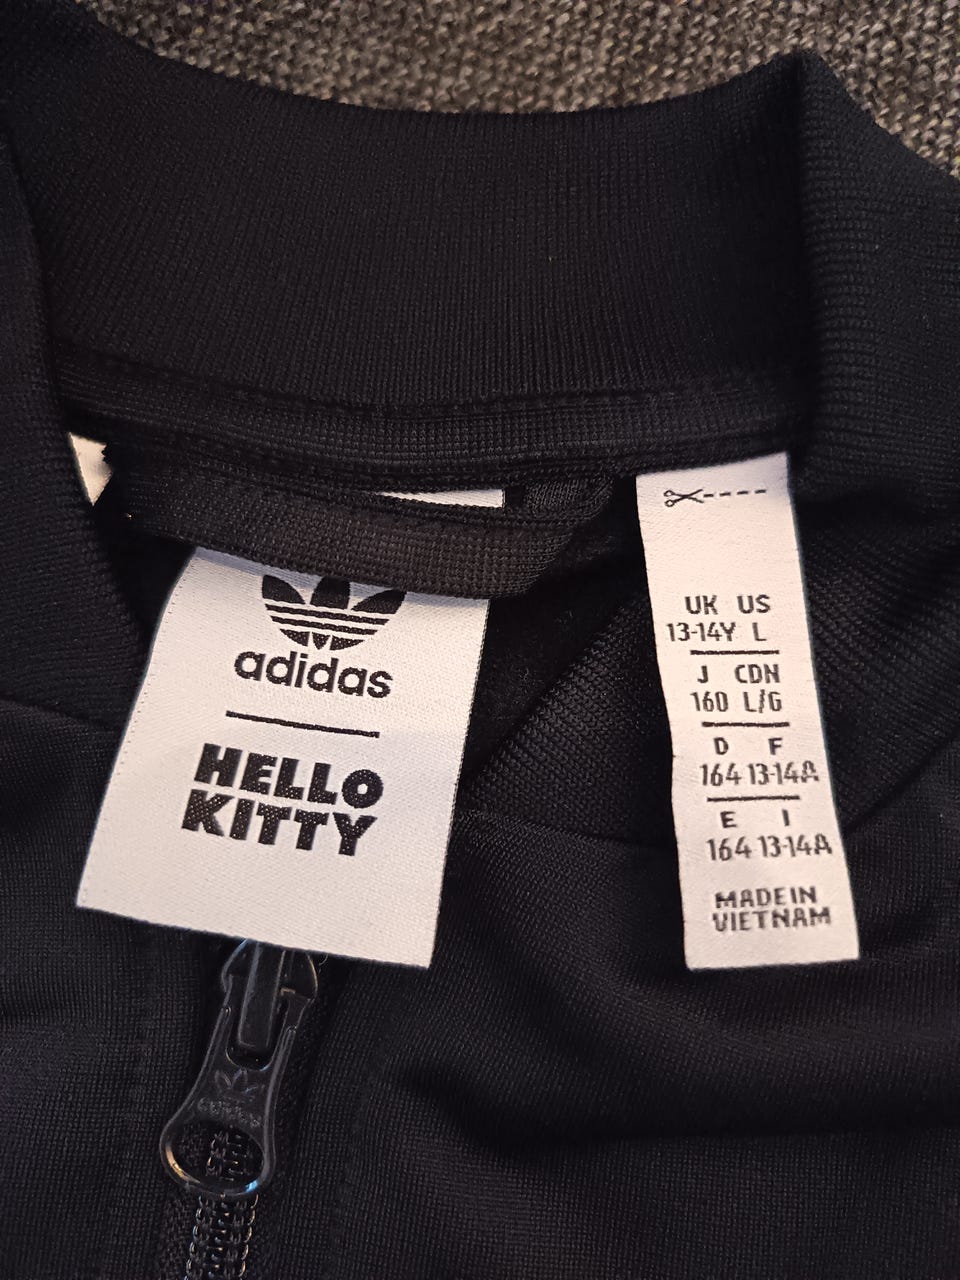 adidas
HELLO
KITTY
UK US
13-14Y L
J CDN
160 L/G
D F
164 13-14A
E I
164 13-14A
MADE IN
VIETNAM